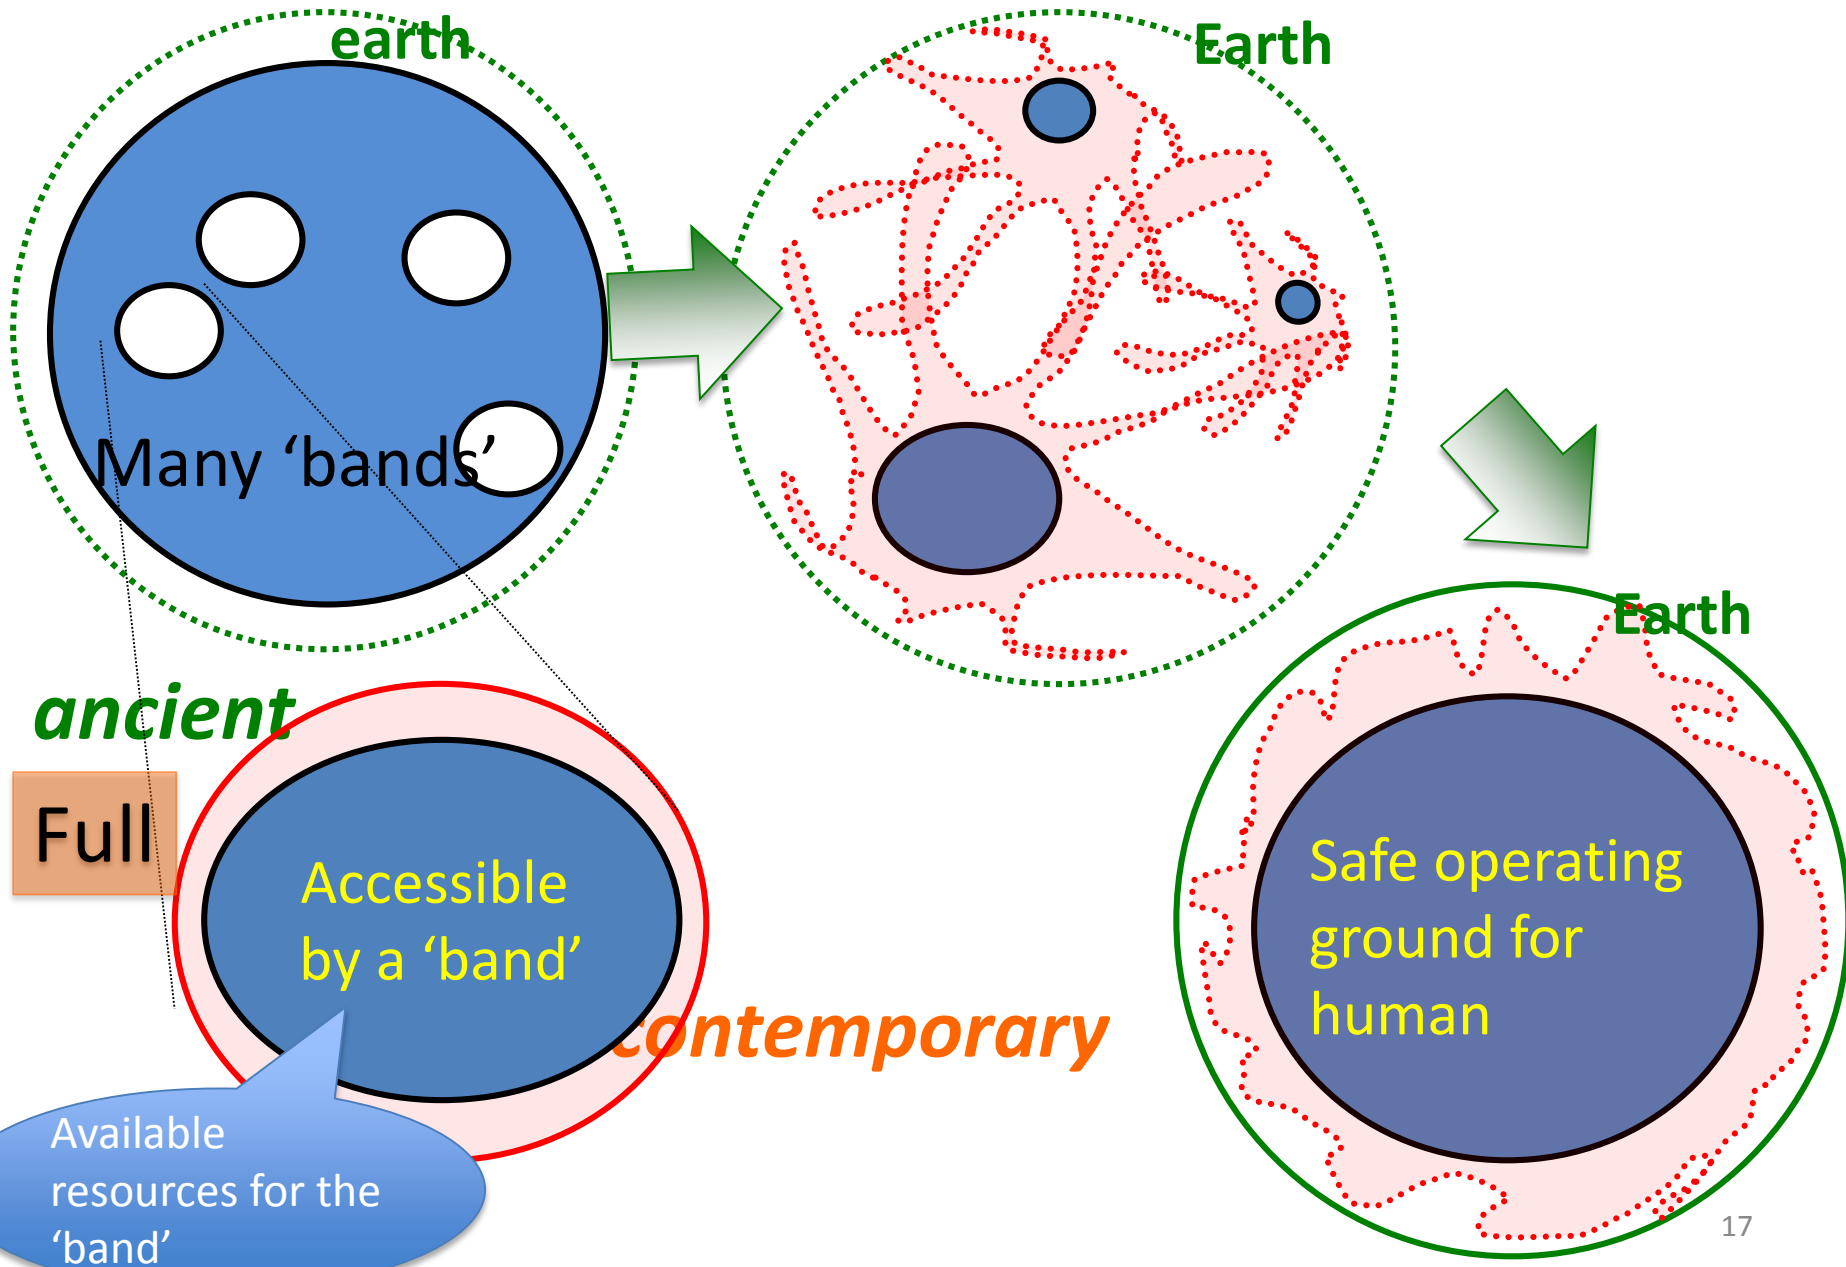 earth
Earth
Many ‘bands’
Earth
ancient
Full
Accessible
by a ‘band’
Safe operating
ground for
human
contemporary
Available
resources for the
‘band’
17